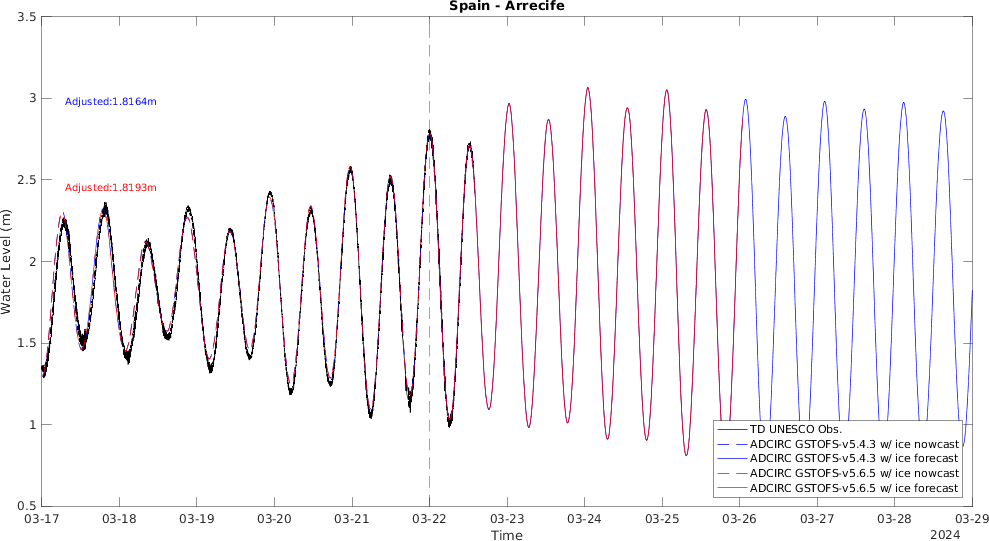 Spain - Arrecife
3.5
3
2.5
2
1.5
1
0.5
Water Level (m)
Adjusted:1.8164m
Adjusted:1.8193m
TD UNESCO Obs.
ADCIRC GSTOFS-v5.4.3 w/ ice nowcast
ADCIRC GSTOFS-v5.4.3 w/ ice forecast
ADCIRC GSTOFS-v5.6.5 w/ ice nowcast
ADCIRC GSTOFS-v5.6.5 w/ ice forecast
03-17 03-18 03-19 03-20 03-21 03-22 03-23 03-24 03-25 03-26 03-27 03-28 03-29
Time
2024